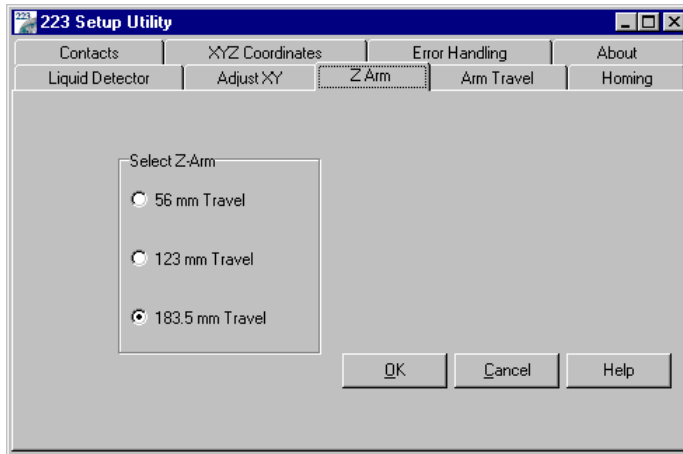 223 223 Setup Utility
Contacts XYZ Coordinates Error Handling About
Liquid Detector Adjust XY Z Arm Arm Travel Homing
Select Z-Arm
56 mm Travel
123 mm Travel
183.5 mm Travel
OK Cancel Help